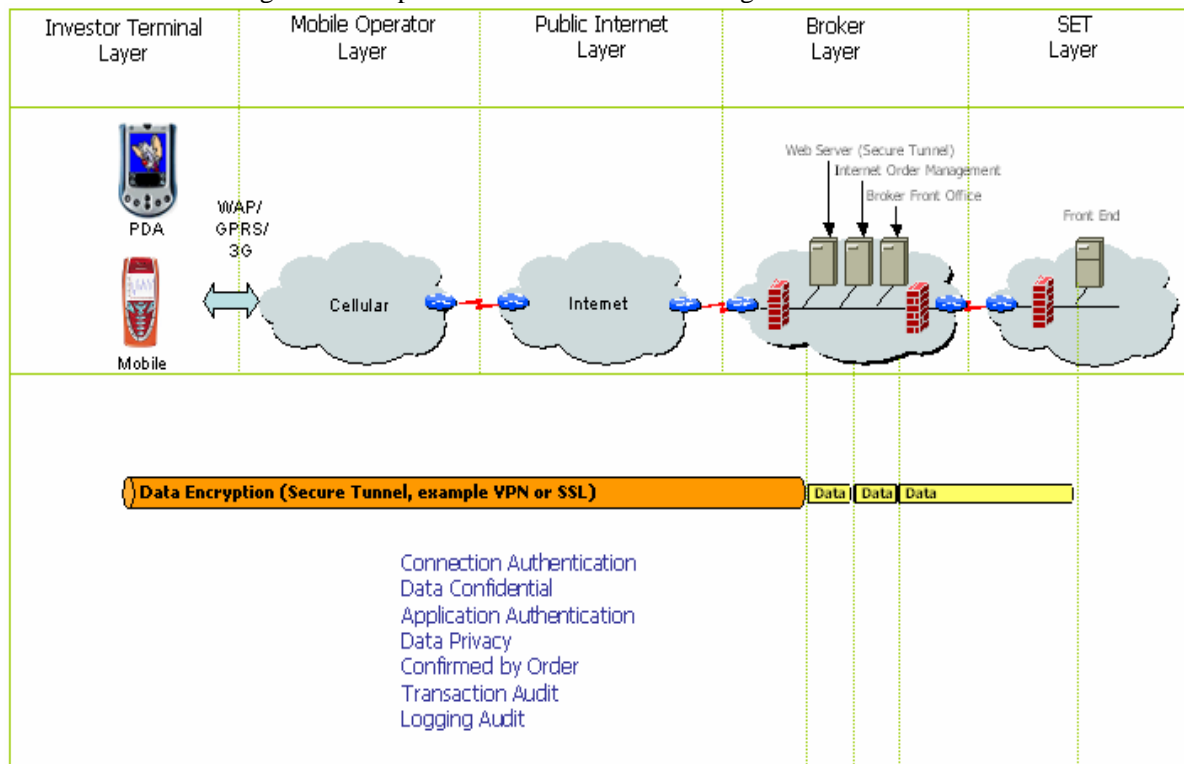 Investor Terminal
Layer
Mobile Operator
Layer
Public Internet
Layer
Broker
Layer
SET
Layer
PDA
WAP/
GPRS/
3G
Mobile
Cellular
Internet
Web Server (Secure Tunnel)
Internet Order Management
Broker Front Office
Front End
Data Encryption (Secure Tunnel, example VPN or SSL)
Data
Data
Data
Connection Authentication
Data Confidential
Application Authentication
Data Privacy
Confirmed by Order
Transaction Audit
Logging Audit